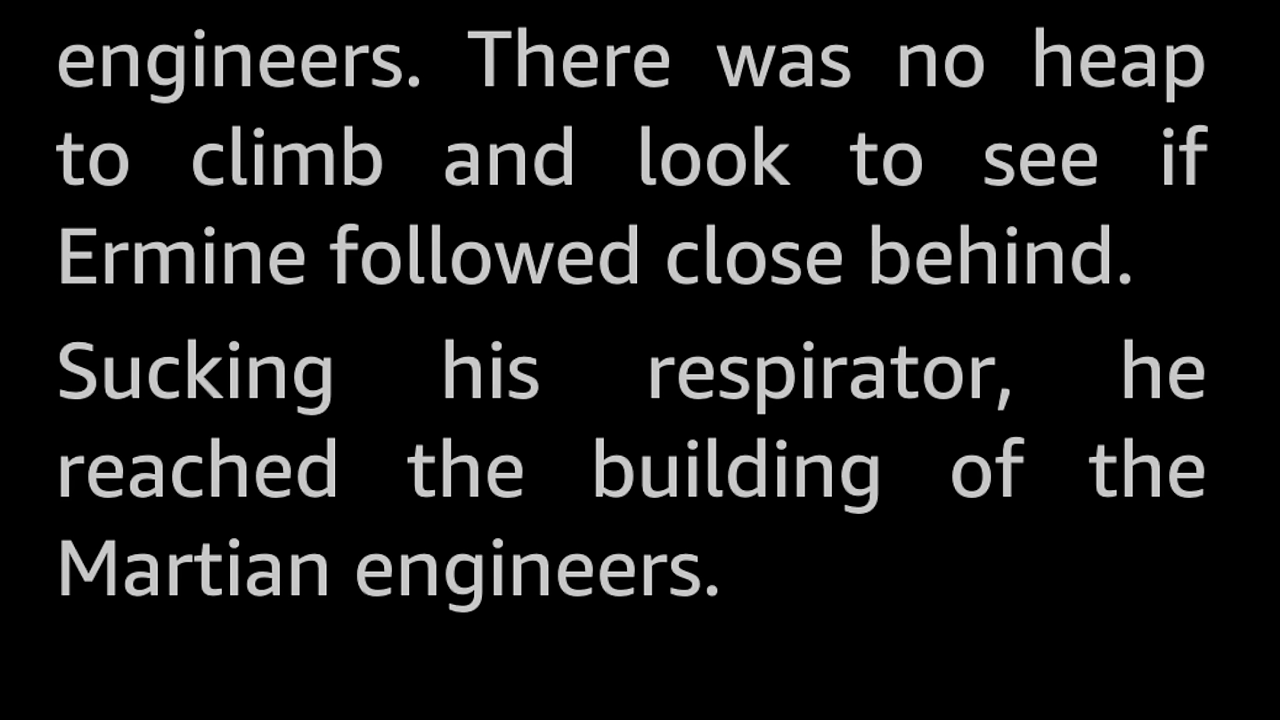 engineers. There was no heap
to climb and look to see if
Ermine followed close behind.
Sucking his respirator, he
reached the building of the
Martian engineers.